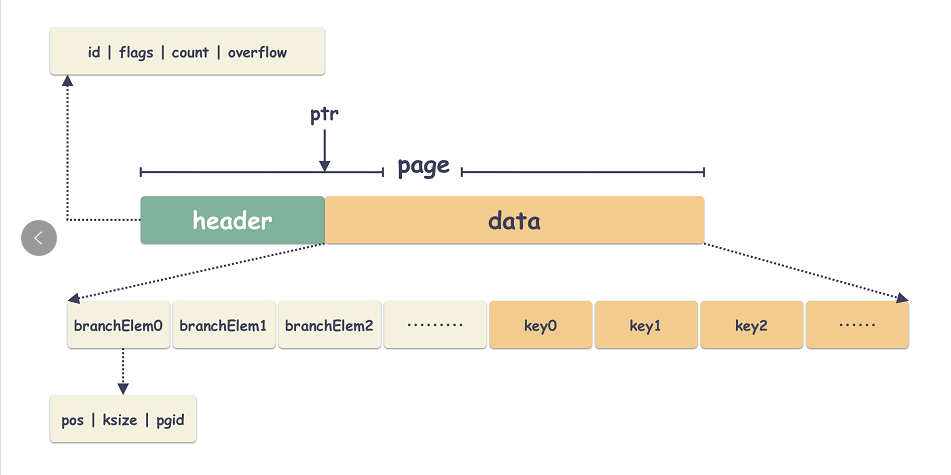 id | flags | count | overflow
ptr
page
header
data
branchElem0
branchElem1
branchElem2
·········
key0
key1
key2
······
pos | ksize | pgid